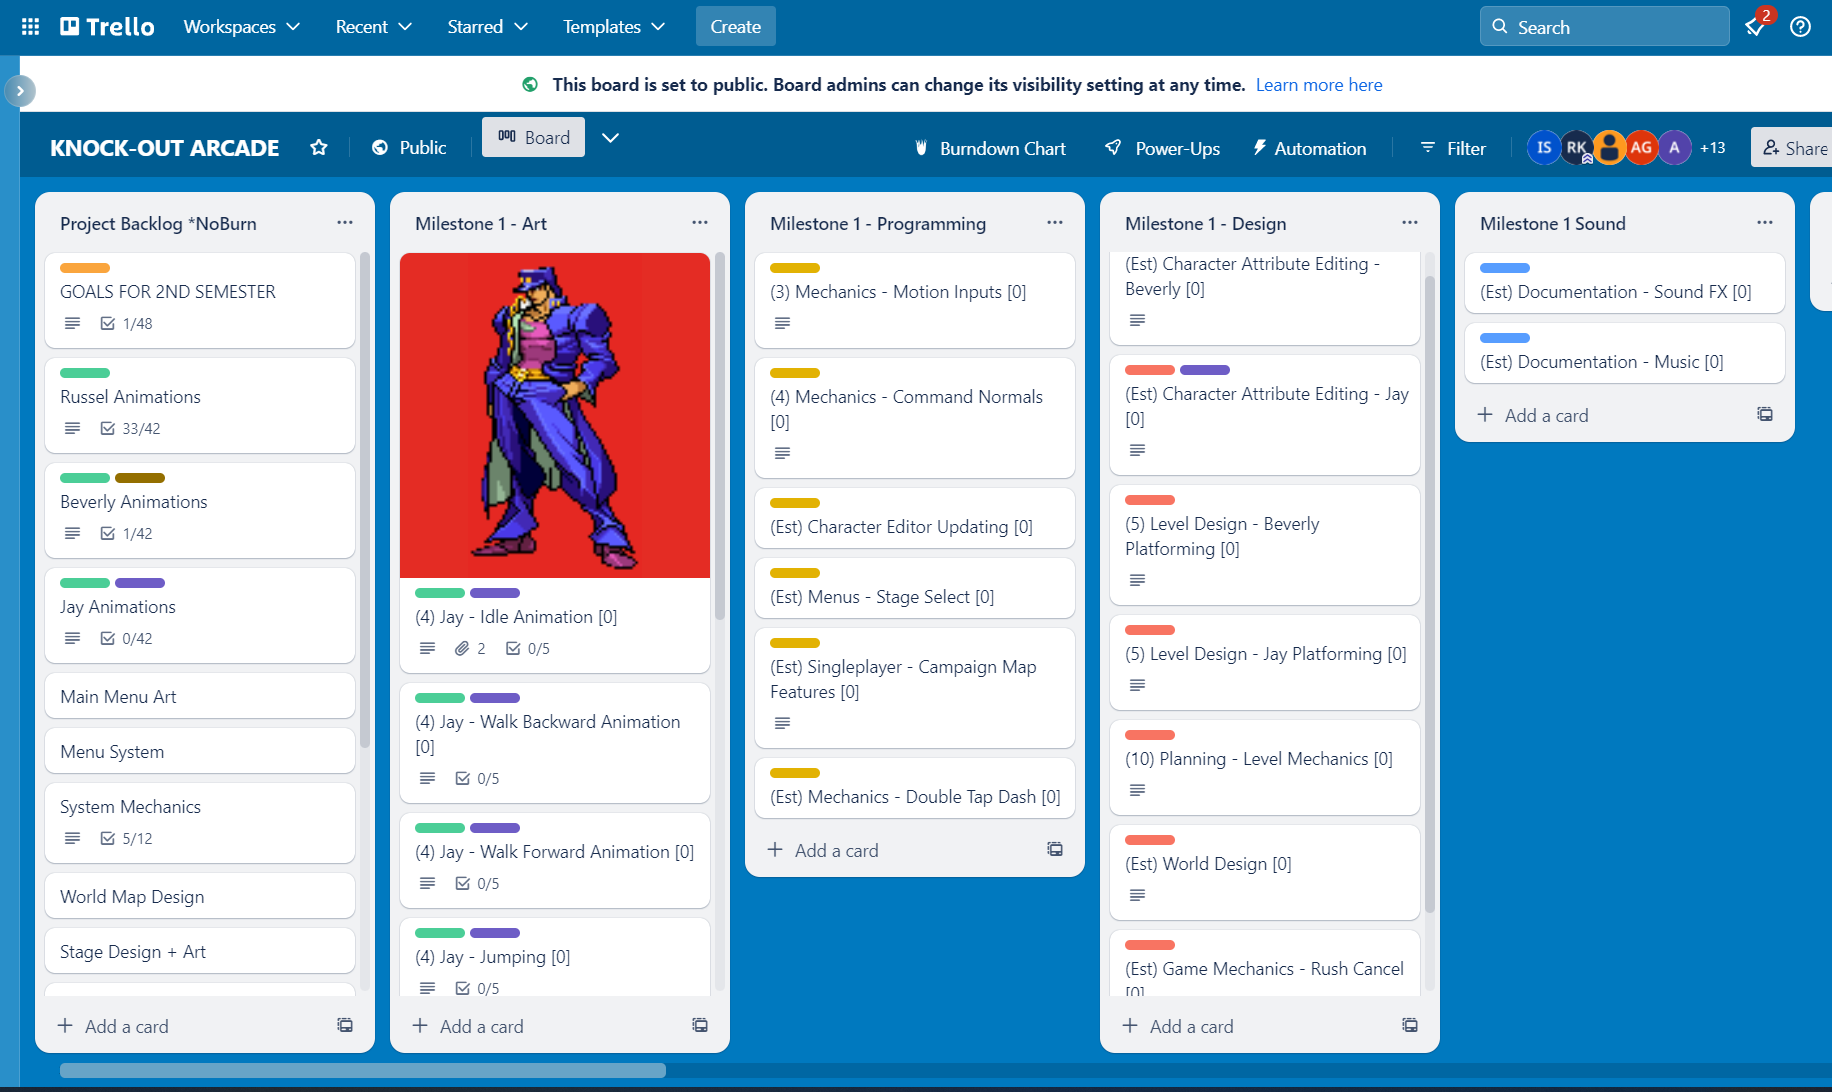 Trello
Workspaces
Recent
Starred
Templates
Create
Search
2
This board is set to public. Board admins can change its visibility setting at any time. Learn more here
KNOCK-OUT ARCADE
Public
Board
Burndown Chart
Power-Ups
Automation
Filter
IS
RK
AG
A
+13
Share
Project Backlog *NoBurn
GOALS FOR 2ND SEMESTER
1/48
Russel Animations
33/42
Beverly Animations
1/42
Jay Animations
0/42
Main Menu Art
Menu System
System Mechanics
5/12
World Map Design
Stage Design + Art
Add a card
Milestone 1 - Art
(4) Jay - Idle Animation [0]
2
0/5
(4) Jay - Walk Backward Animation
[0]
0/5
(4) Jay - Walk Forward Animation [0]
0/5
(4) Jay - Jumping [0]
0/5
Add a card
Milestone 1 - Programming
(3) Mechanics - Motion Inputs [0]
(4) Mechanics - Command Normals
[0]
(Est) Character Editor Updating [0]
(Est) Menus - Stage Select [0]
(Est) Singleplayer - Campaign Map
Features [0]
(Est) Mechanics - Double Tap Dash [0]
Add a card
Milestone 1 - Design
(Est) Character Attribute Editing -
Beverly [0]
(Est) Character Attribute Editing - Jay
[0]
(5) Level Design - Beverly
Platforming [0]
(5) Level Design - Jay Platforming [0]
(10) Planning - Level Mechanics [0]
(Est) World Design [0]
(Est) Game Mechanics - Rush Cancel
[0]
Add a card
Milestone 1 Sound
(Est) Documentation - Sound FX [0]
(Est) Documentation - Music [0]
Add a card